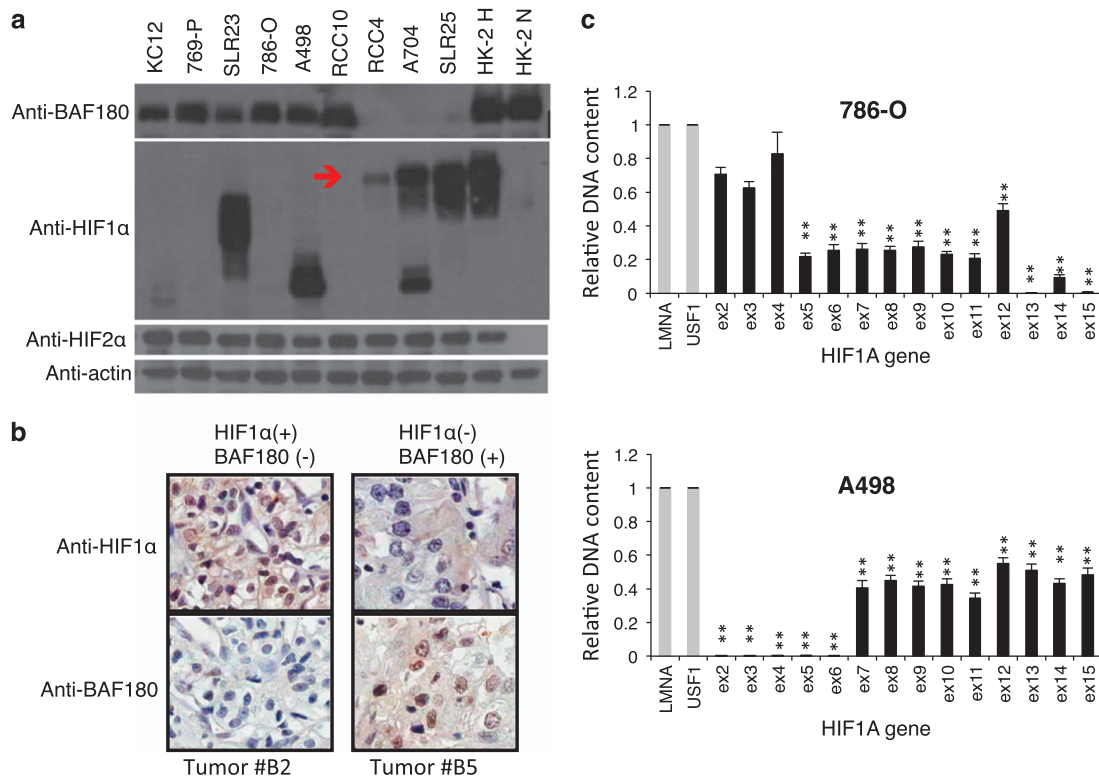 a
KC12
769-P
SLR23
786-O
A498
RCC10
RCC4
A704
SLR25
HK-2 H
HK-2 N
Anti-BAF180
Anti-HIF1α
Anti-HIF2α
Anti-actin
b
HIF1α(+)
BAF180 (-)
HIF1α(-)
BAF180 (+)
Anti-HIF1α
Anti-BAF180
Tumor #B2
Tumor #B5
c
786-O
Relative DNA content
1.2
1
0.8
0.6
0.4
0.2
0
**
**
**
**
**
**
**
**
**
**
**
LMNA
USF1
ex2
ex3
ex4
ex5
ex6
ex7
ex8
ex9
ex10
ex11
ex12
ex13
ex14
ex15
HIF1A gene
A498
Relative DNA content
1.2
1
0.8
0.6
0.4
0.2
0
**
**
**
**
**
**
**
**
**
**
**
**
**
**
LMNA
USF1
ex2
ex3
ex4
ex5
ex6
ex7
ex8
ex9
ex10
ex11
ex12
ex13
ex14
ex15
HIF1A gene